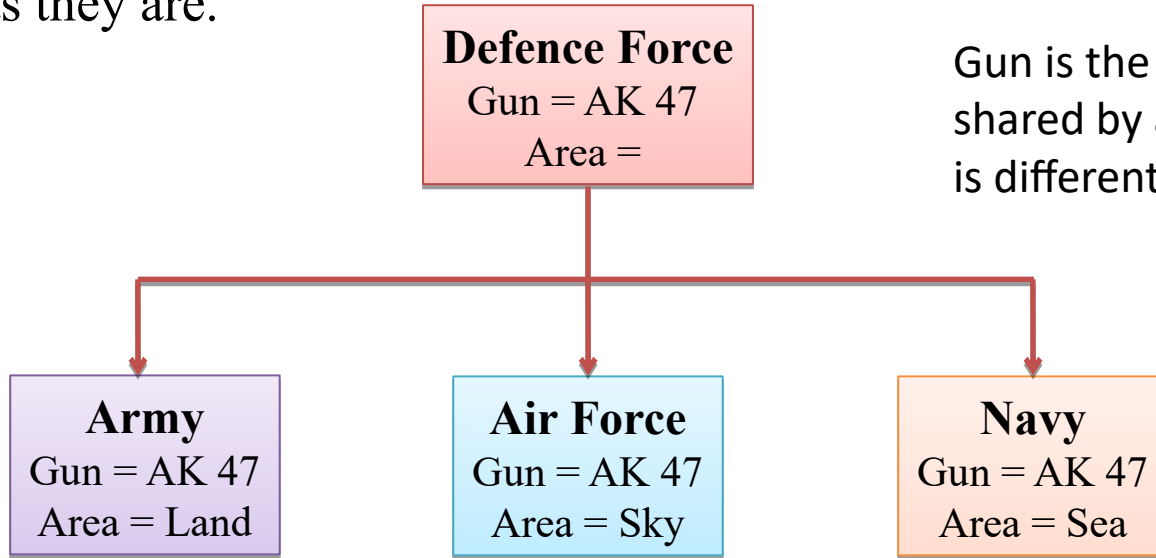 they are.
Defence Force
Gun = AK 47
Area =
Gun is the
shared by
is different
Army
Gun = AK 47
Area = Land
Air Force
Gun = AK 47
Area = Sky
Navy
Gun = AK 47
Area = Sea